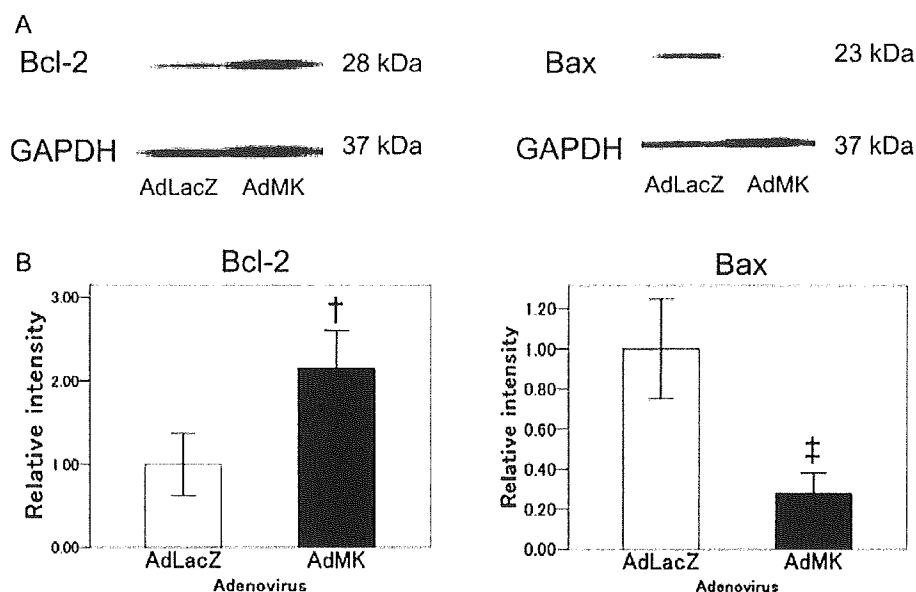 A
Bcl-2 28 kDa
GAPDH 37 kDa
AdLacZ AdMK
Bax 23 kDa
GAPDH 37 kDa
AdLacZ AdMK
B
Bcl-2
Relative intensity
3.00
2.00
1.00
0.00
†
AdLacZ AdMK
Adenovirus
Bax
Relative intensity
1.20
1.00
0.80
0.60
0.40
0.20
0.00
‡
AdLacZ AdMK
Adenovirus